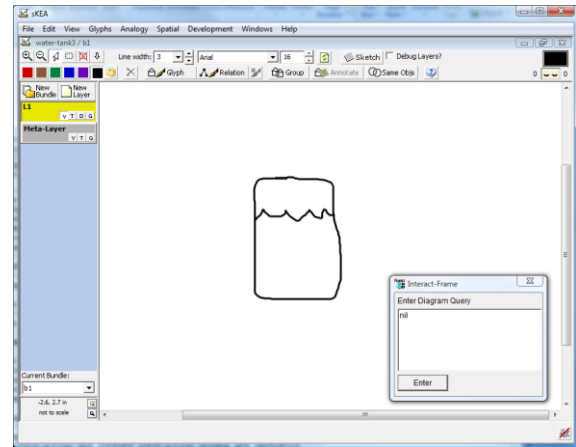 sKEA
File Edit View Glyphs Analogy Spatial Development Windows Help
water-tank3 / b1
Line width: 3 Arial 16 Sketch Debug Layers?
Glyph Relation Group Annotate Same Objs 0
New Bundle New Layer
L1
V T D G
Meta-Layer
V T G
Interact-Frame
Enter Diagram Query
nil
Enter
Current Bundle:
b1
-2.6, 2.7 in
not to scale